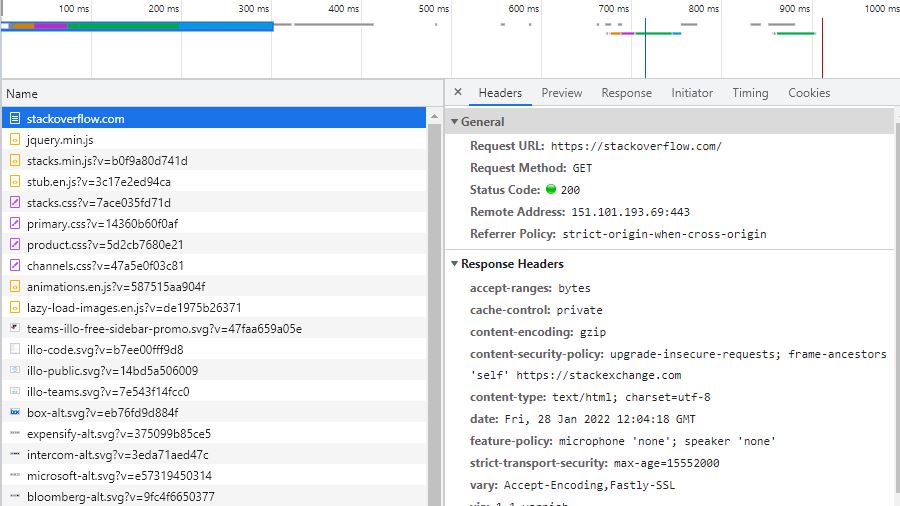 100 ms 200 ms 300 ms 400 ms 500 ms 600 ms 700 ms 800 ms 900 ms 1000 ms
Name
stackoverflow.com
jquery.min.js
stacks.min.js?v=b0f9a80d741d
stub.en.js?v=3c17e2ed94ca
stacks.css?v=7ace035fd71d
primary.css?v=14360b60f0af
product.css?v=5d2cb7680e21
channels.css?v=47a5e0f03c81
animations.en.js?v=587515aa904f
lazy-load-images.en.js?v=de1975b26371
teams-illo-free-sidebar-promo.svg?v=47faa659a05e
illo-code.svg?v=b7ee00fff9d8
illo-public.svg?v=14bd5a506009
illo-teams.svg?v=7e543f14fcc0
box-alt.svg?v=eb76fd9d884f
expensify-alt.svg?v=375099b85ce5
intercom-alt.svg?v=3eda71aed47c
microsoft-alt.svg?v=e57319450314
bloomberg-alt.svg?v=9fc4f6650377
Headers Preview Response Initiator Timing Cookies
General
Request URL: https://stackoverflow.com/
Request Method: GET
Status Code: 200
Remote Address: 151.101.193.69:443
Referrer Policy: strict-origin-when-cross-origin
Response Headers
accept-ranges: bytes
cache-control: private
content-encoding: gzip
content-security-policy: upgrade-insecure-requests; frame-ancestors
'self' https://stackexchange.com
content-type: text/html; charset=utf-8
date: Fri, 28 Jan 2022 12:04:18 GMT
feature-policy: microphone 'none'; speaker 'none'
strict-transport-security: max-age=15552000
vary: Accept-Encoding,Fastly-SSL
via: 1.1 varnish